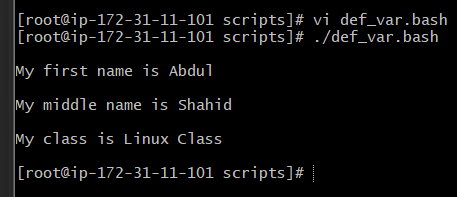 [root@ip-172-31-11-101 scripts]# vi def_var.bash
[root@ip-172-31-11-101 scripts]# ./def_var.bash
My first name is Abdul
My middle name is Shahid
My class is Linux Class
[root@ip-172-31-11-101 scripts]#